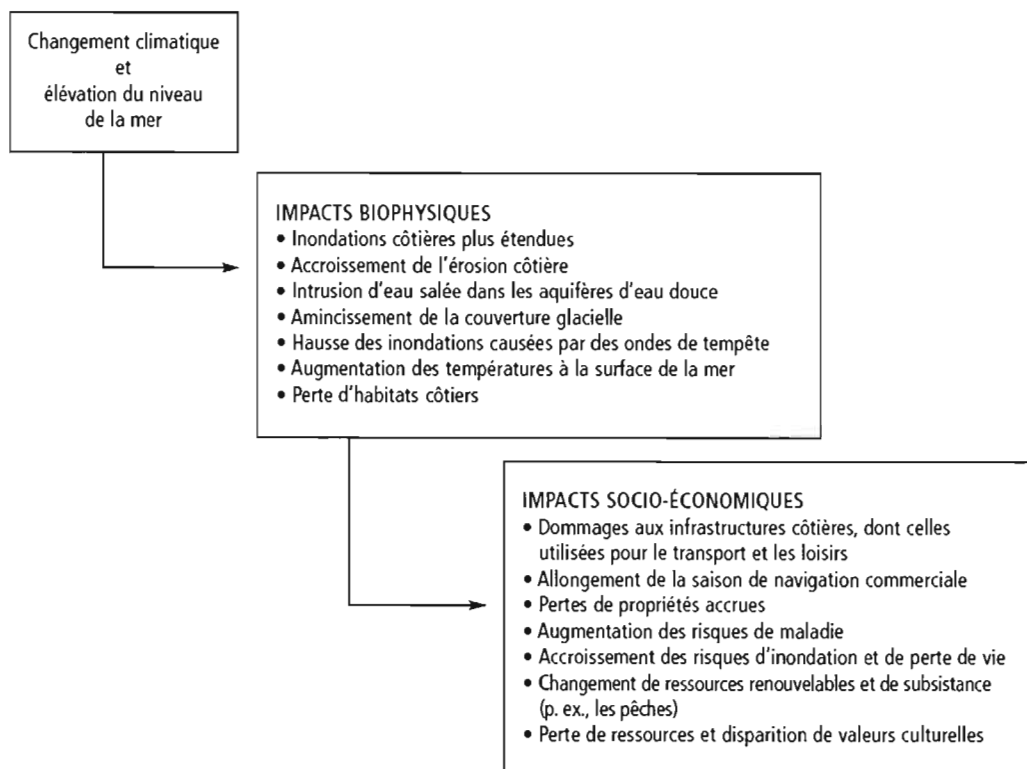 Changement climatique
et
élévation du niveau
de la mer
IMPACTS BIOPHYSIQUES
• Inondations côtières plus étendues
• Accroissement de l'érosion côtière
• Intrusion d'eau salée dans les aquifères d'eau douce
• Amincissement de la couverture glacielle
• Hausse des inondations causées par des ondes de tempête
• Augmentation des températures à la surface de la mer
• Perte d'habitats côtiers
IMPACTS SOCIO-ÉCONOMIQUES
• Dommages aux infrastructures côtières, dont celles
utilisées pour le transport et les loisirs
• Allongement de la saison de navigation commerciale
• Pertes de propriétés accrues
• Augmentation des risques de maladie
• Accroissement des risques d'inondation et de perte de vie
• Changement de ressources renouvelables et de subsistance
(p. ex., les pêches)
• Perte de ressources et disparition de valeurs culturelles